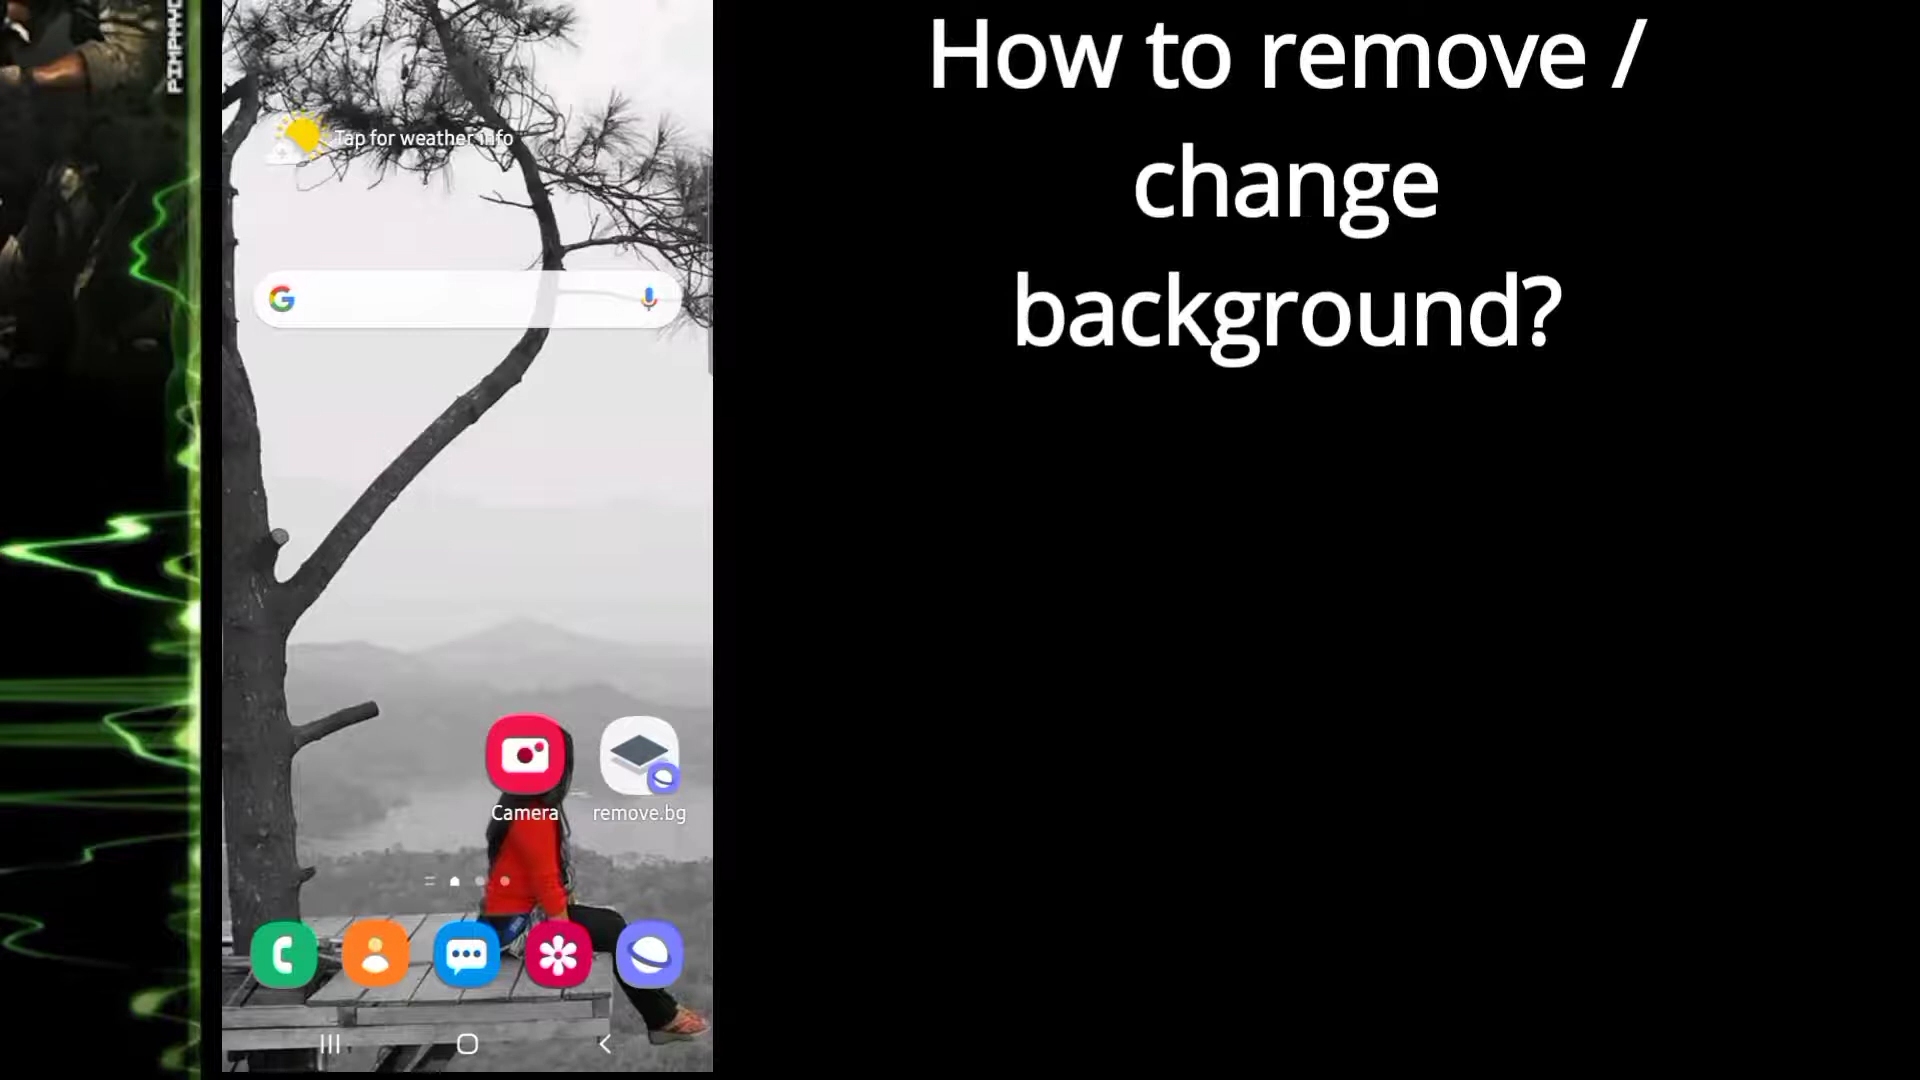 How to remove /
change
background?
Tap for weather info
Camera
remove.bg